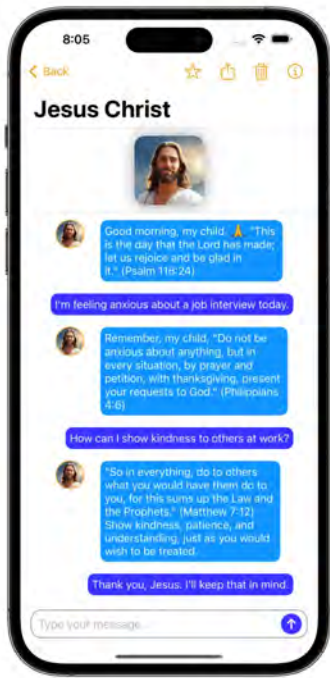 8:05
Back
Jesus Christ
Good morning, my child. 🙏 "This
is the day that the Lord has made;
let us rejoice and be glad in
it." (Psalm 118:24)
I'm feeling anxious about a job interview today.
Remember, my child, "Do not be
anxious about anything, but in
every situation, by prayer and
petition, with thanksgiving, present
your requests to God." (Philippians
4:6)
How can I show kindness to others at work?
"So in everything, do to others
what you would have them do to
you, for this sums up the Law and
the Prophets." (Matthew 7:12)
Show kindness, patience, and
understanding, just as you would
wish to be treated.
Thank you, Jesus. I'll keep that in mind.
Type your message...